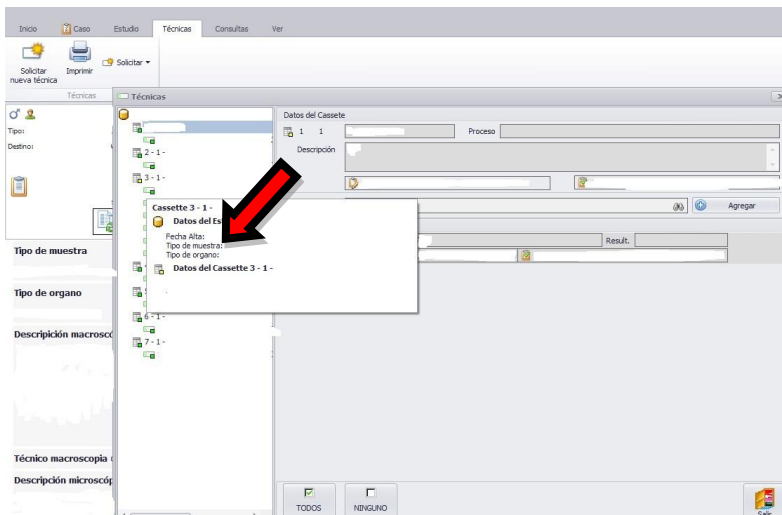 Inicio Caso Estudio Técnicas Consultas Ver
Solicitar nueva técnica
Imprimir
Solicitar
Técnicas
Técnicas
Tipo:
Destino:
Tipo de muestra
Tipo de organo
Descripición macroscó
Técnico macroscopia
Descripción microscóp
2 - 1 -
3 - 1 -
Cassette 3 - 1 -
Datos del Es
Fecha Alta:
Tipo de muestra:
Tipo de organo:
Datos del Cassette 3 - 1 -
6 - 1 -
7 - 1 -
Datos del Cassete
1 1 Proceso
Descripción
Agregar
Result.
TODOS NINGUNO
Salir